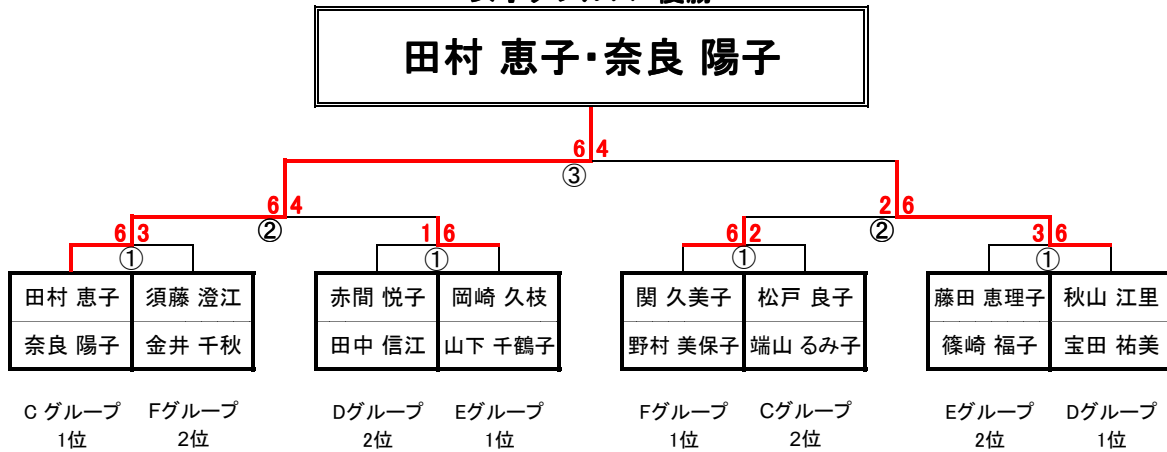 田村 恵子・奈良 陽子
6 4
③
6 4
②
2 6
②
6 3
①
1 6
①
6 2
①
3 6
①
田村 恵子 須藤 澄江 赤間 悦子 岡崎 久枝 関 久美子 松戸 良子 藤田 恵理子 秋山 江里
奈良 陽子 金井 千秋 田中 信江 山下 千鶴子 野村 美保子 端山 るみ子 篠崎 福子 宝田 祐美
C グループ Fグループ Dグループ Eグループ Fグループ Cグループ Eグループ Dグループ
1位 2位 2位 1位 1位 2位 2位 1位